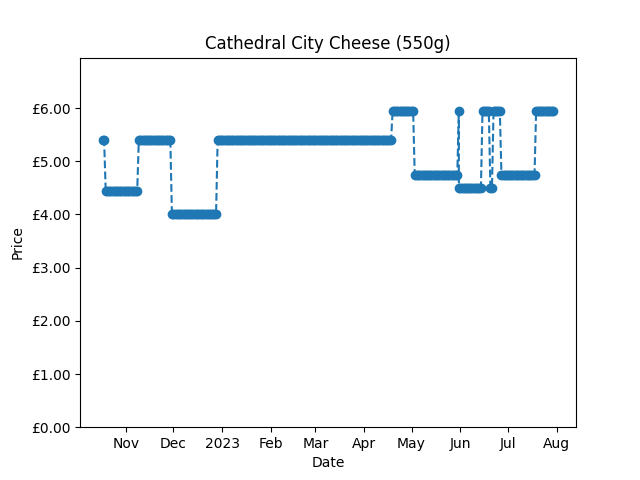 Cathedral City Cheese (550g)
£6.00
£5.00
£4.00
£3.00
£2.00
£1.00
£0.00
Price
Nov Dec 2023 Feb Mar Apr May Jun Jul Aug
Date